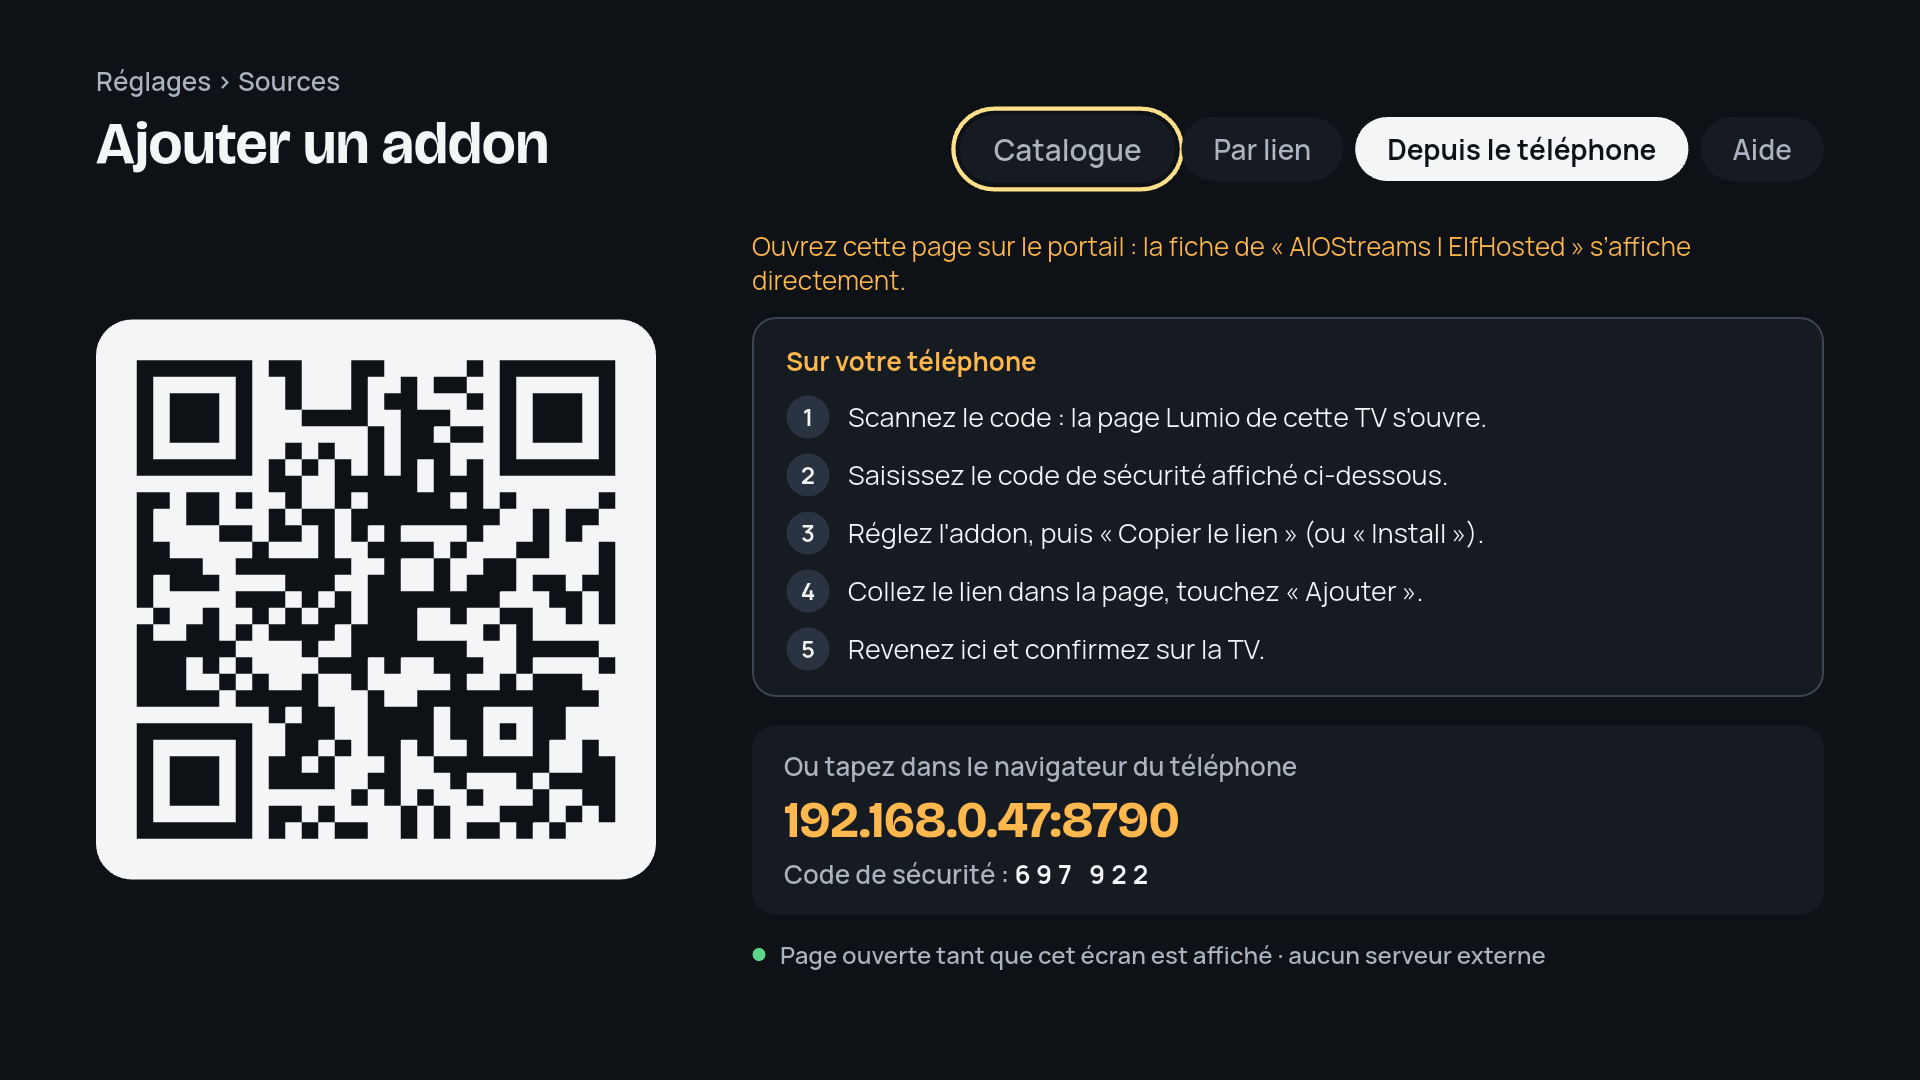 Réglages > Sources
Ajouter un addon
Catalogue
Par lien
Depuis le téléphone
Aide
Ouvrez cette page sur le portail : la fiche de « AIOStreams | ElfHosted » s’affiche
directement.
Sur votre téléphone
1 Scannez le code : la page Lumio de cette TV s'ouvre.
2 Saisissez le code de sécurité affiché ci-dessous.
3 Réglez l'addon, puis « Copier le lien » (ou « Install »).
4 Collez le lien dans la page, touchez « Ajouter ».
5 Revenez ici et confirmez sur la TV.
Ou tapez dans le navigateur du téléphone
192.168.0.47:8790
Code de sécurité : 697 922
Page ouverte tant que cet écran est affiché · aucun serveur externe